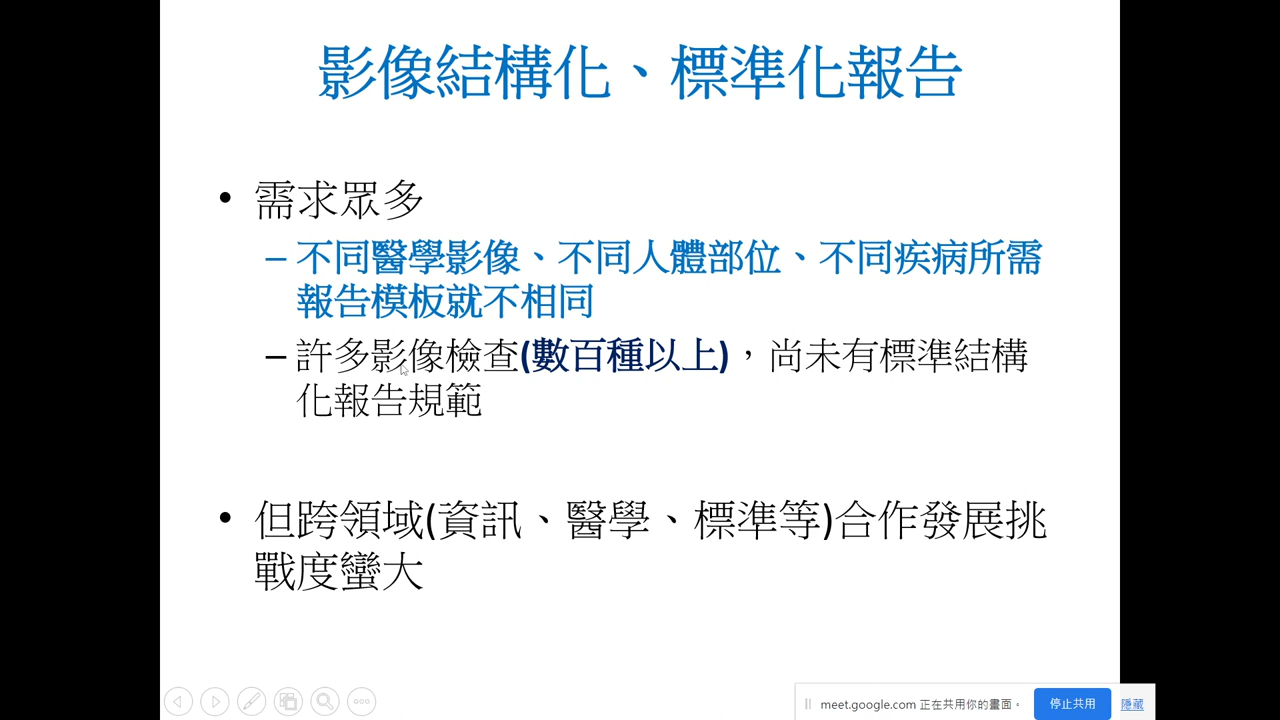 影像結構化、標準化報告
• 需求眾多
– 不同醫學影像、不同人體部位、不同疾病所需
報告模板就不相同
– 許多影像檢查(數百種以上)，尚未有標準結構
化報告規範
• 但跨領域(資訊、醫學、標準等)合作發展挑
戰度蠻大
meet.google.com 正在共用你的畫面。 停止共用 隱藏